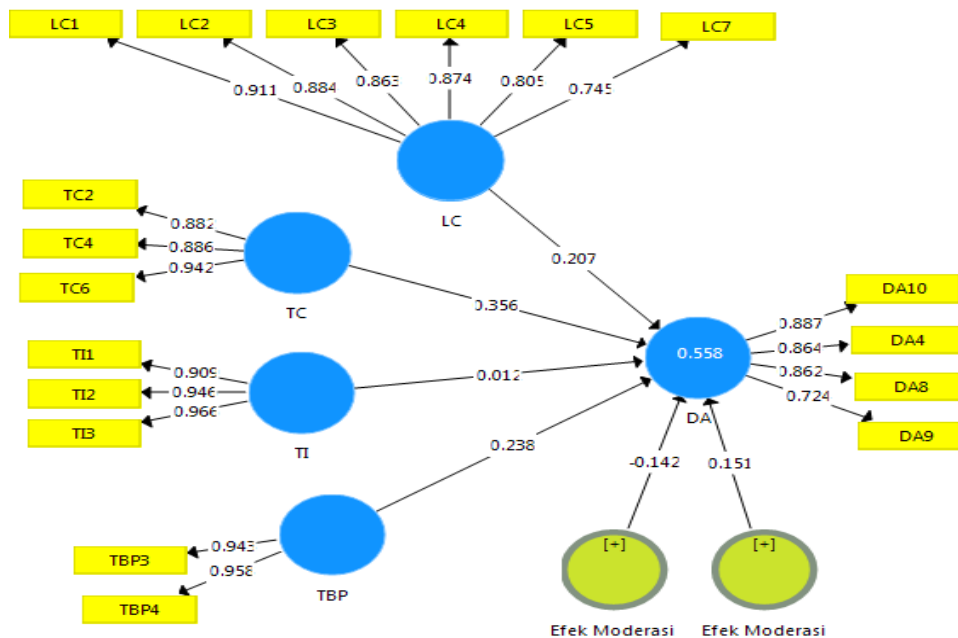 LC1
LC2
LC3
LC4
LC5
LC7
0.911
0.884
0.863
0.874
0.805
0.745
LC
0.207
TC2
TC4
TC6
0.882
0.886
0.942
TC
0.356
TI1
TI2
TI3
0.909
0.946
0.966
TI
0.012
TBP3
TBP4
0.943
0.958
TBP
0.238
0.558
DA
DA10
DA4
DA8
DA9
0.887
0.864
0.862
0.724
-0.142
0.151
[+]
[+]
Efek Moderasi
Efek Moderasi